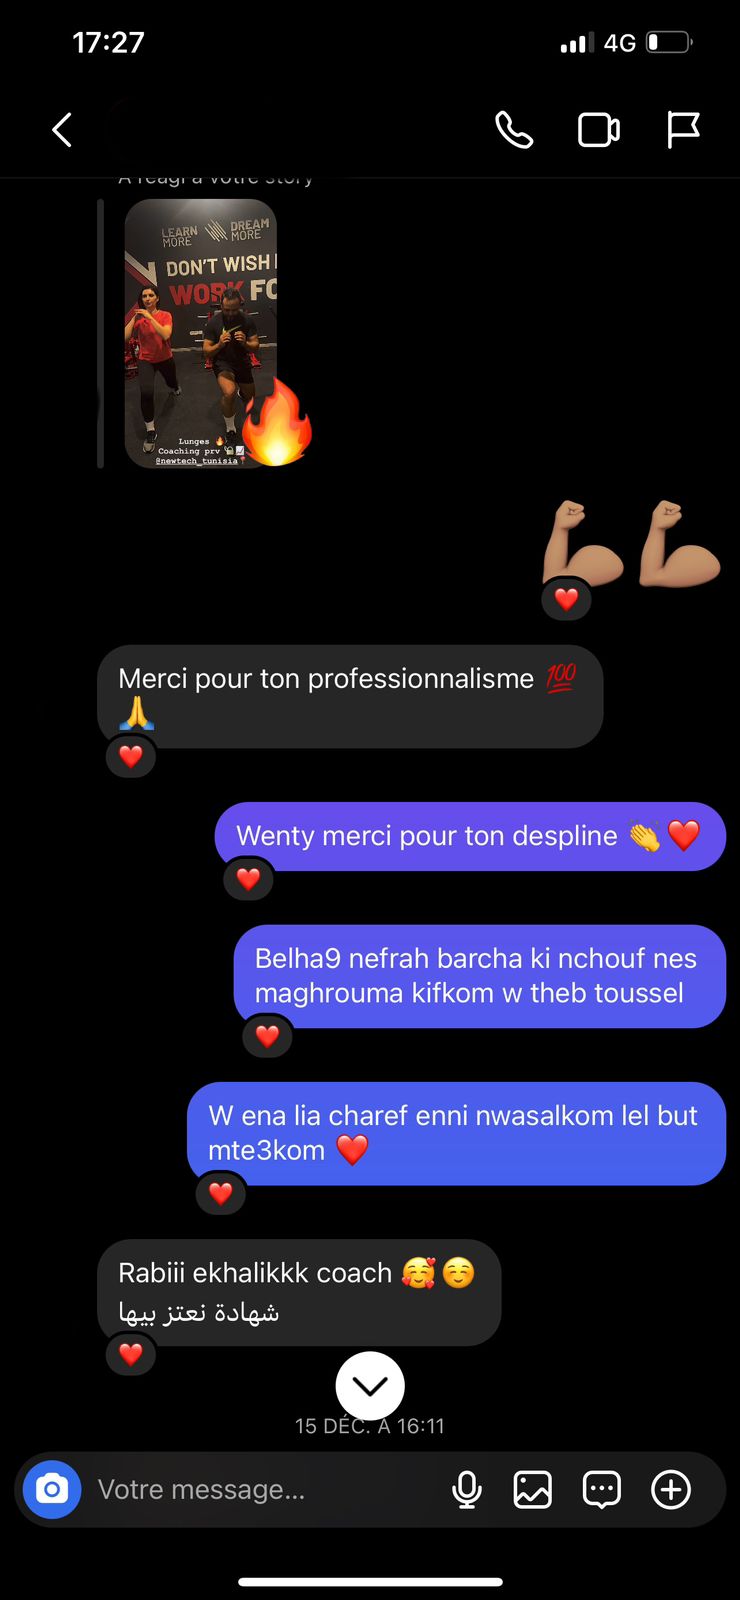 17:27
4G
A réagi à votre story
LEARN MORE
DREAM MORE
DON'T WISH
WORK FO
Lunges 🔥
Coaching prv
@newtech_tunisia
💪🏽💪🏽
❤️
Merci pour ton professionnalisme 💯
🙏
❤️
Wenty merci pour ton despline 👏❤️
❤️
Belha9 nefrah barcha ki nchouf nes
maghrouma kifkom w theb toussel
❤️
W ena lia charef enni nwasalkom lel but
mte3kom ❤️
❤️
Rabiii ekhalikkk coach 🥰☺️
شهادة نعتز بيها
❤️
15 DÉC. À 16:11
Votre message...